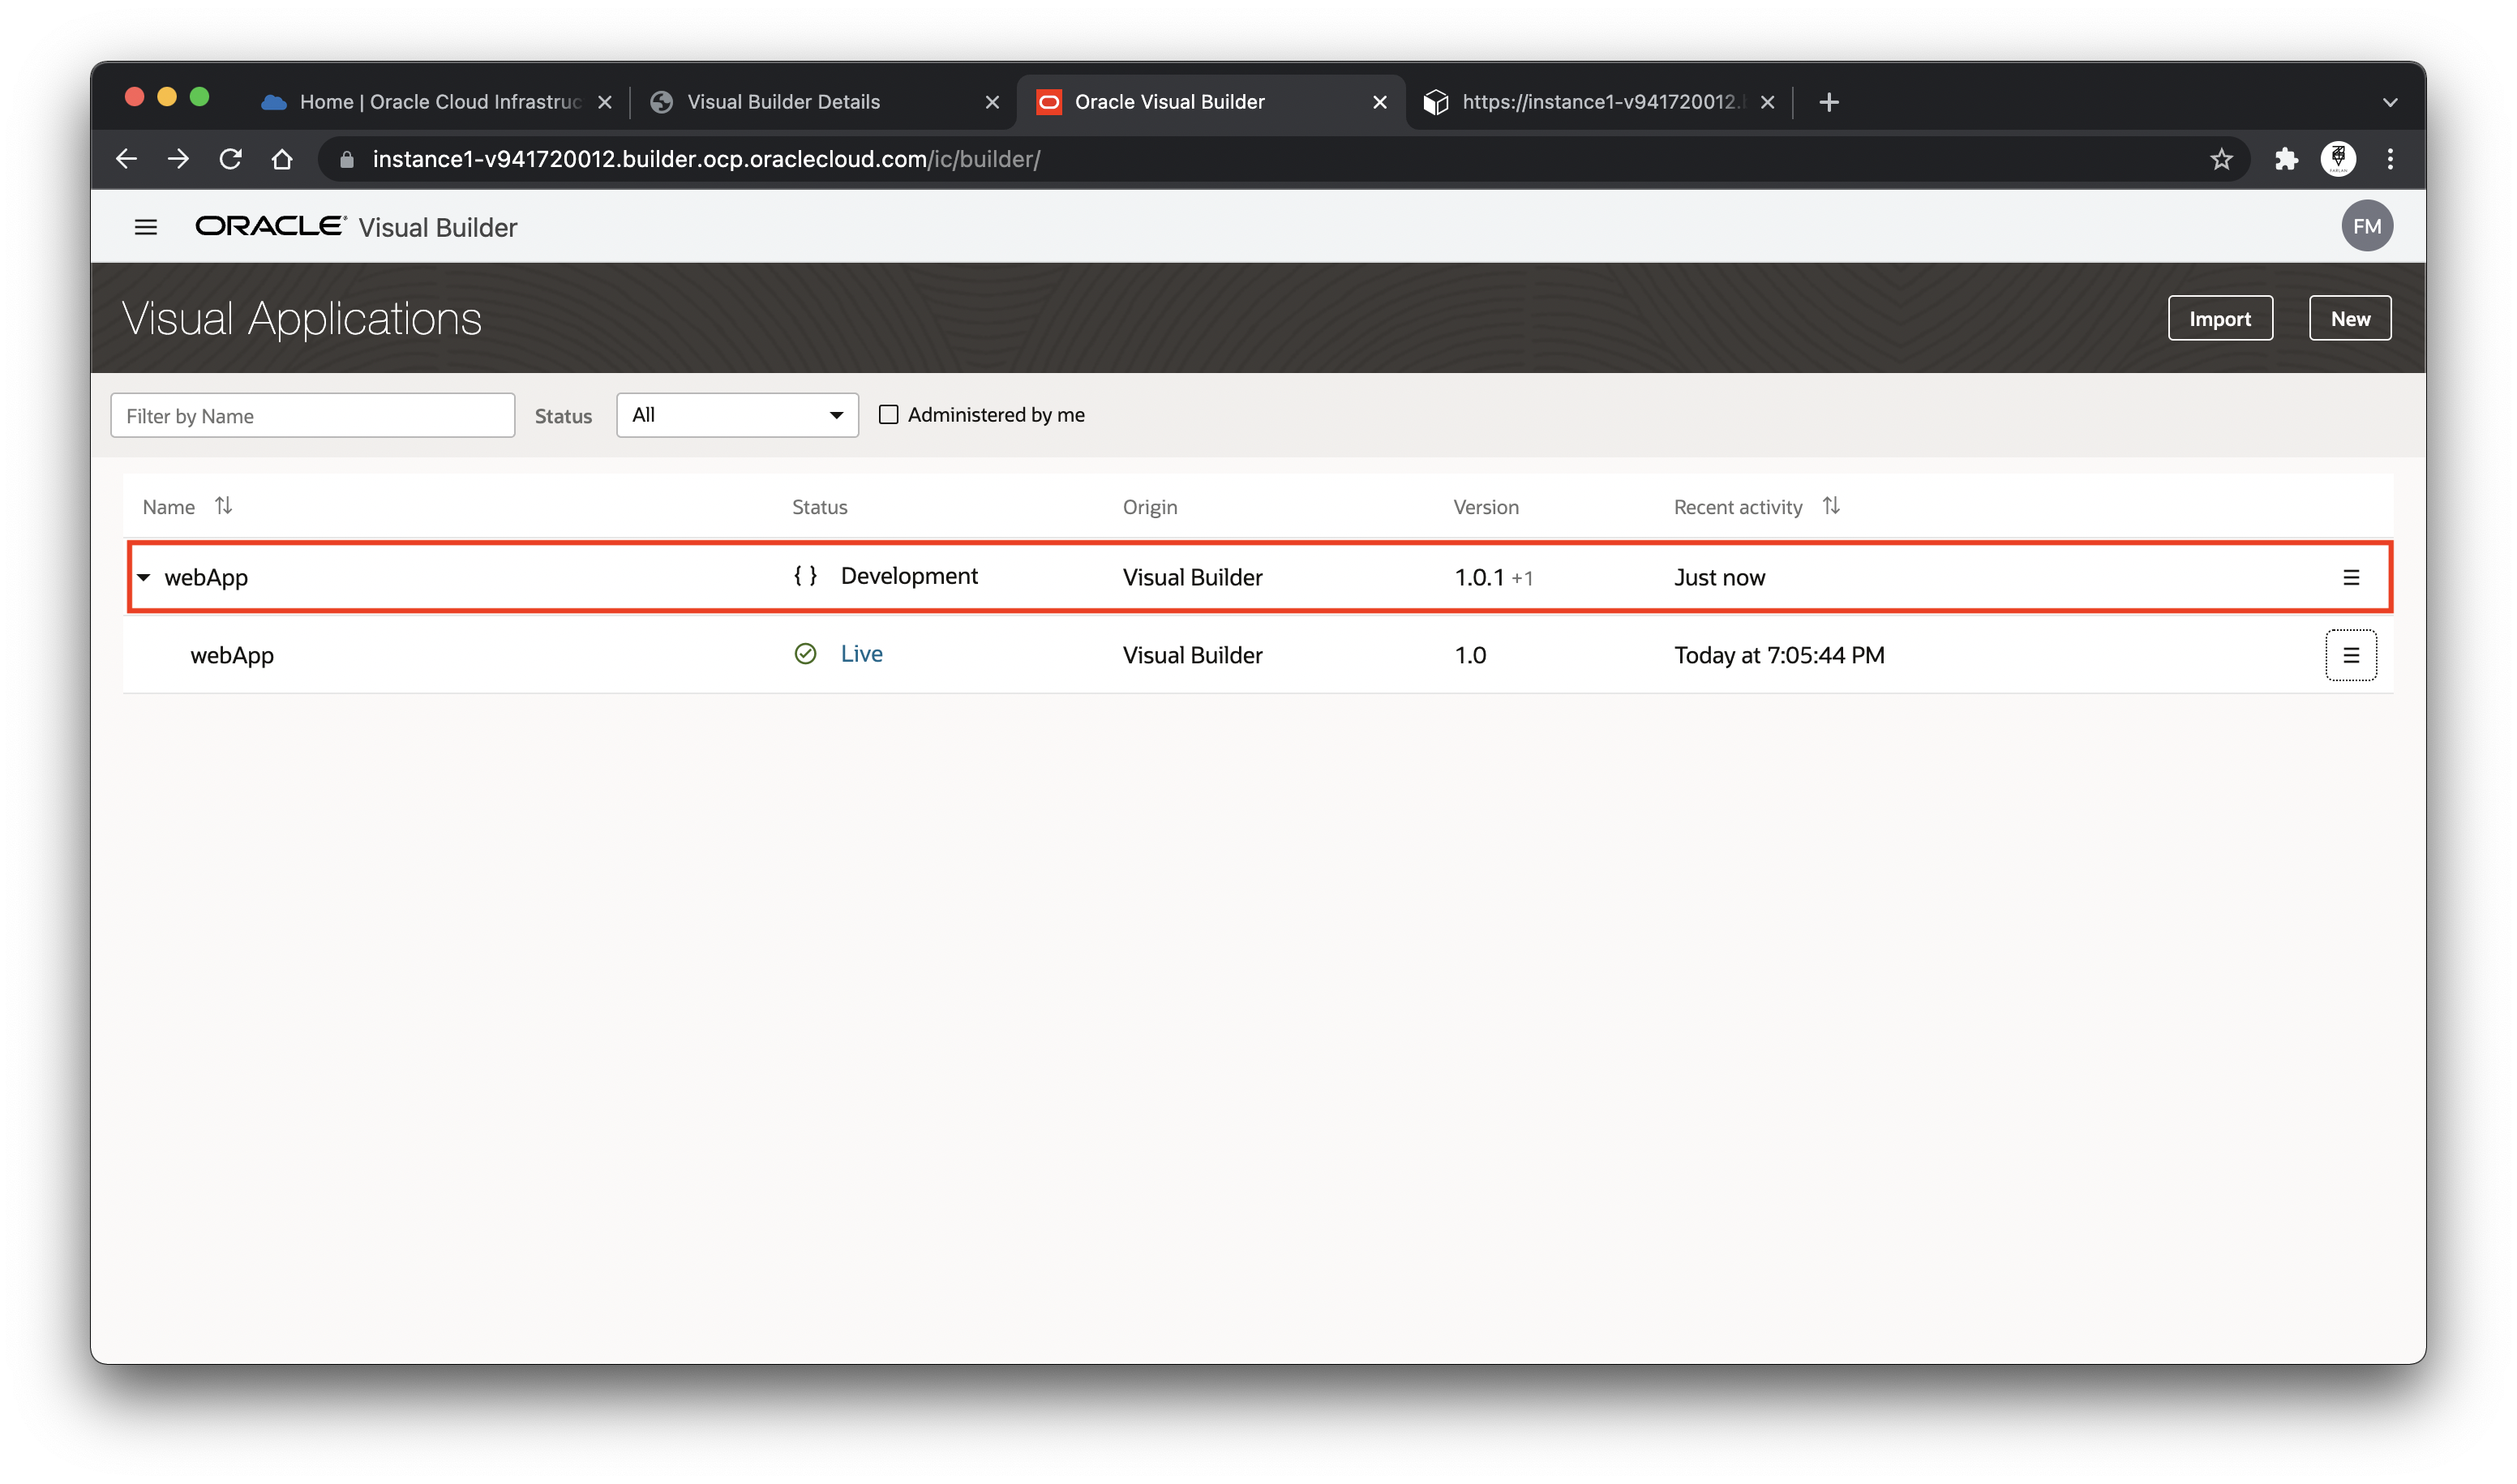 Home | Oracle Cloud Infrastruc
Visual Builder Details
Oracle Visual Builder
https://instance1-v941720012.
instance1-v941720012.builder.ocp.oraclecloud.com/ic/builder/
ORACLE Visual Builder
FM
Visual Applications
Import
New
Filter by Name
Status
All
Administered by me
Name Status Origin Version Recent activity
webApp { } Development Visual Builder 1.0.1 +1 Just now
webApp Live Visual Builder 1.0 Today at 7:05:44 PM